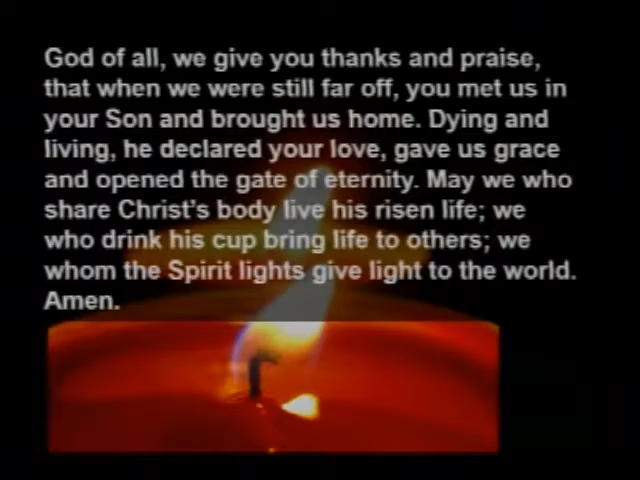 God of all, we give you thanks and praise,
that when we were still far off, you met us in
your Son and brought us home. Dying and
living, he declared your love, gave us grace
and opened the gate of eternity. May we who
share Christ's body live his risen life; we
who drink his cup bring life to others; we
whom the Spirit lights give light to the world.
Amen.